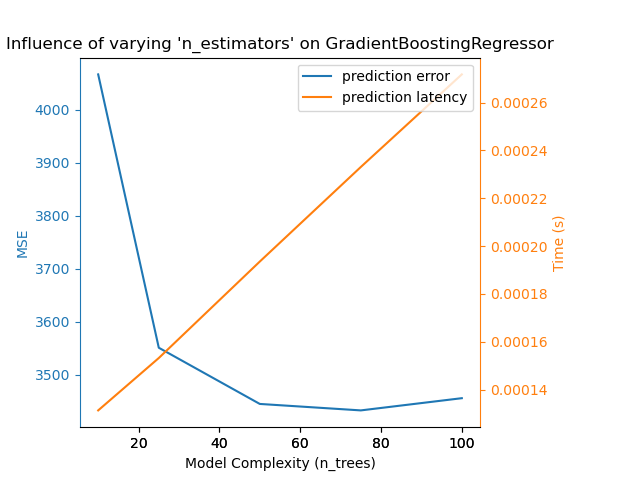 Influence of varying 'n_estimators' on GradientBoostingRegressor
prediction error
prediction latency
4000
3900
3800
3700
3600
3500
MSE
0.00026
0.00024
0.00022
0.00020
0.00018
0.00016
0.00014
Time (s)
20 40 60 80 100
Model Complexity (n_trees)